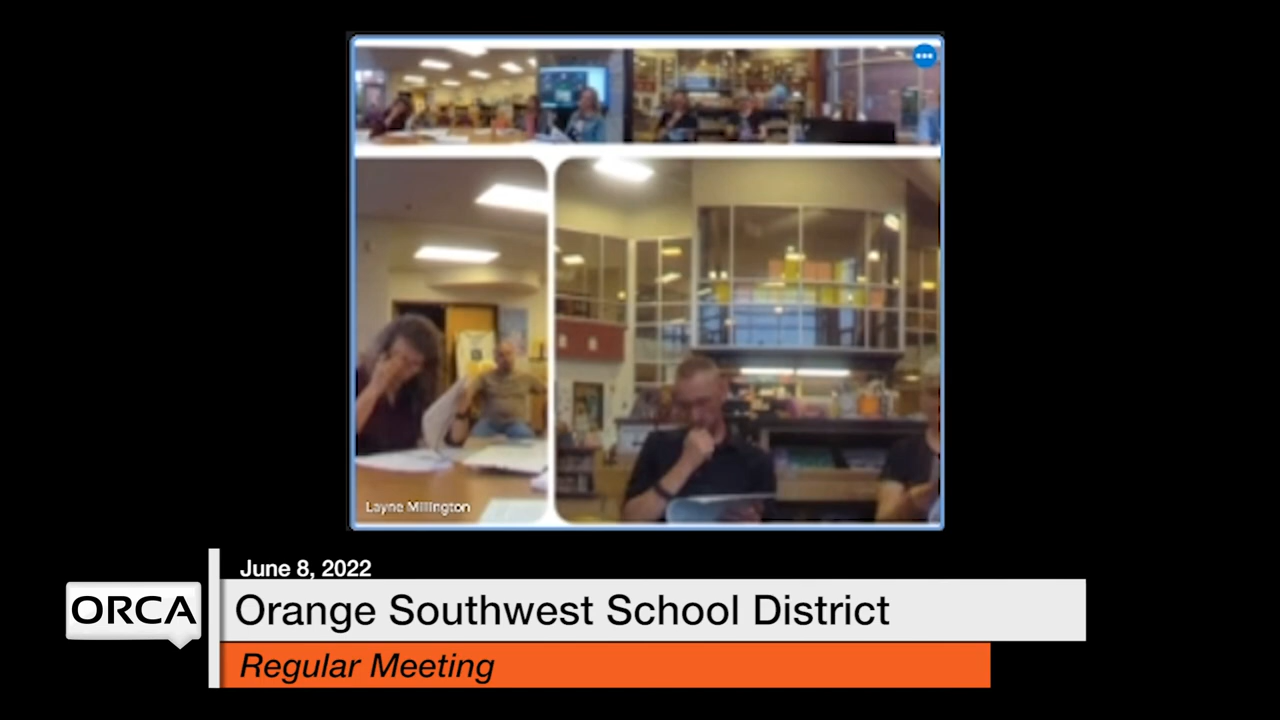 Layne Millington
June 8, 2022
ORCA
Orange Southwest School District
Regular Meeting